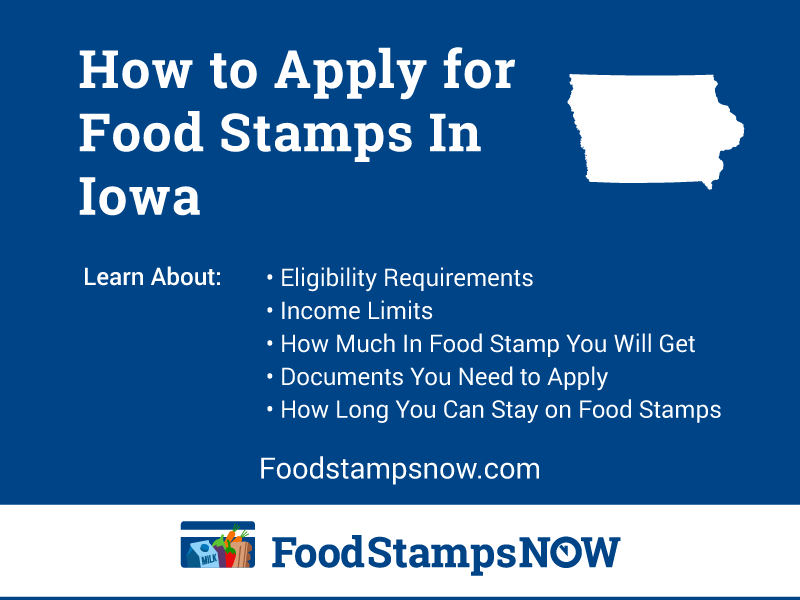 How to Apply for
Food Stamps In
Iowa
Learn About:
• Eligibility Requirements
• Income Limits
• How Much In Food Stamp You Will Get
• Documents You Need to Apply
• How Long You Can Stay on Food Stamps
Foodstampsnow.com
MILK
FoodStampsNOW